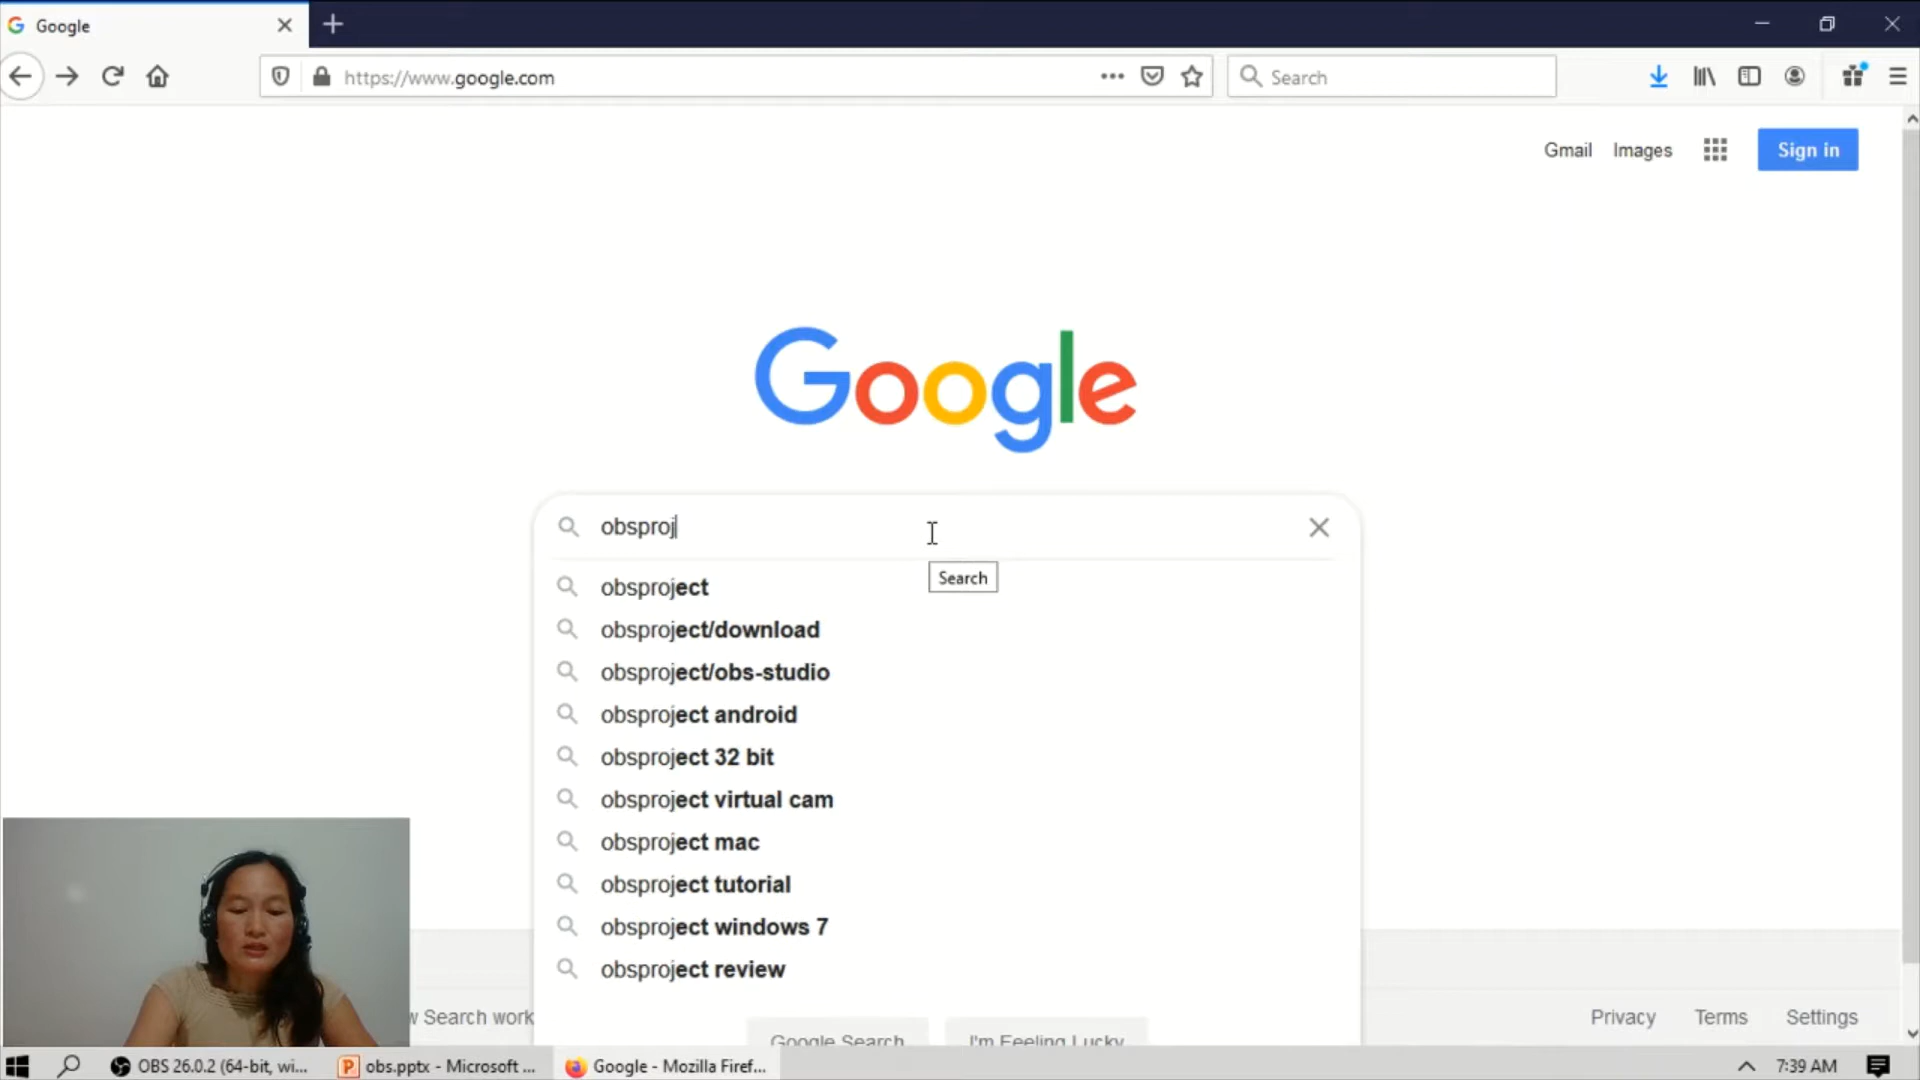 Google
https://www.google.com
Search
Gmail Images Sign in
Google
obsproj
Search
obsproject
obsproject/download
obsproject/obs-studio
obsproject android
obsproject 32 bit
obsproject virtual cam
obsproject mac
obsproject tutorial
obsproject windows 7
obsproject review
w Search work
Privacy Terms Settings
Google Search I'm Feeling Lucky
OBS 26.0.2 (64-bit, wi... obs.pptx - Microsoft ... Google - Mozilla Firef... 7:39 AM